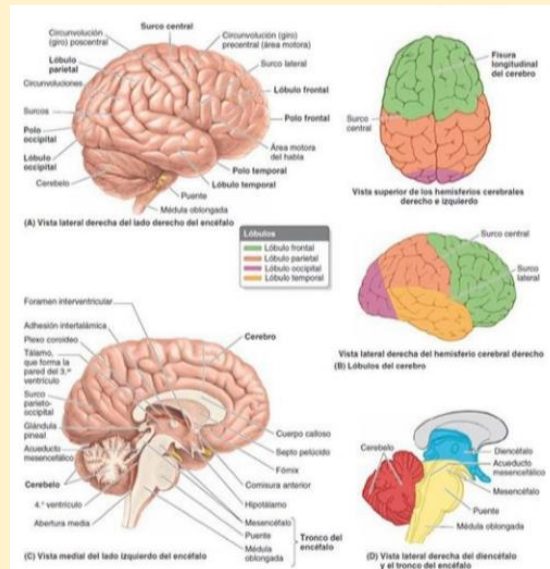 Surco central
Circunvolución
(giro) poscentral
Circunvolución (giro)
precentral (área motora)
Lóbulo
parietal
Surco lateral
Circunvoluciones
Lóbulo frontal
Surcos
Polo frontal
Polo
occipital
Área motora
del habla
Lóbulo
occipital
Polo temporal
Cerebelo
Lóbulo temporal
Puente
Médula oblongada
(A) Vista lateral derecha del lado derecho del encéfalo
Fisura
longitudinal
del cerebro
Surco
central
Vista superior de los hemisferios cerebrales
derecho e izquierdo
Lóbulos
Lóbulo frontal
Lóbulo parietal
Lóbulo occipital
Lóbulo temporal
Surco central
Surco
lateral
Vista lateral derecha del hemisferio cerebral derecho
(B) Lóbulos del cerebro
Foramen interventricular
Adhesión intertalámica
Plexo coroideo
Cerebro
Tálamo,
que forma la
pared del 3.er
ventrículo
Surco
parieto-
occipital
Glándula
pineal
Acueducto
mesencefálico
Cerebelo
4.º ventrículo
Abertura media
Cuerpo calloso
Septo pelúcido
Fórnix
Comisura anterior
Hipotálamo
Mesencéfalo
Puente
Médula
oblongada
Tronco del
encéfalo
(C) Vista medial del lado izquierdo del encéfalo
Cerebelo
Diencéfalo
Acueducto
mesencefálico
Mesencéfalo
Puente
Médula oblongada
(D) Vista lateral derecha del diencéfalo
y el tronco del encéfalo